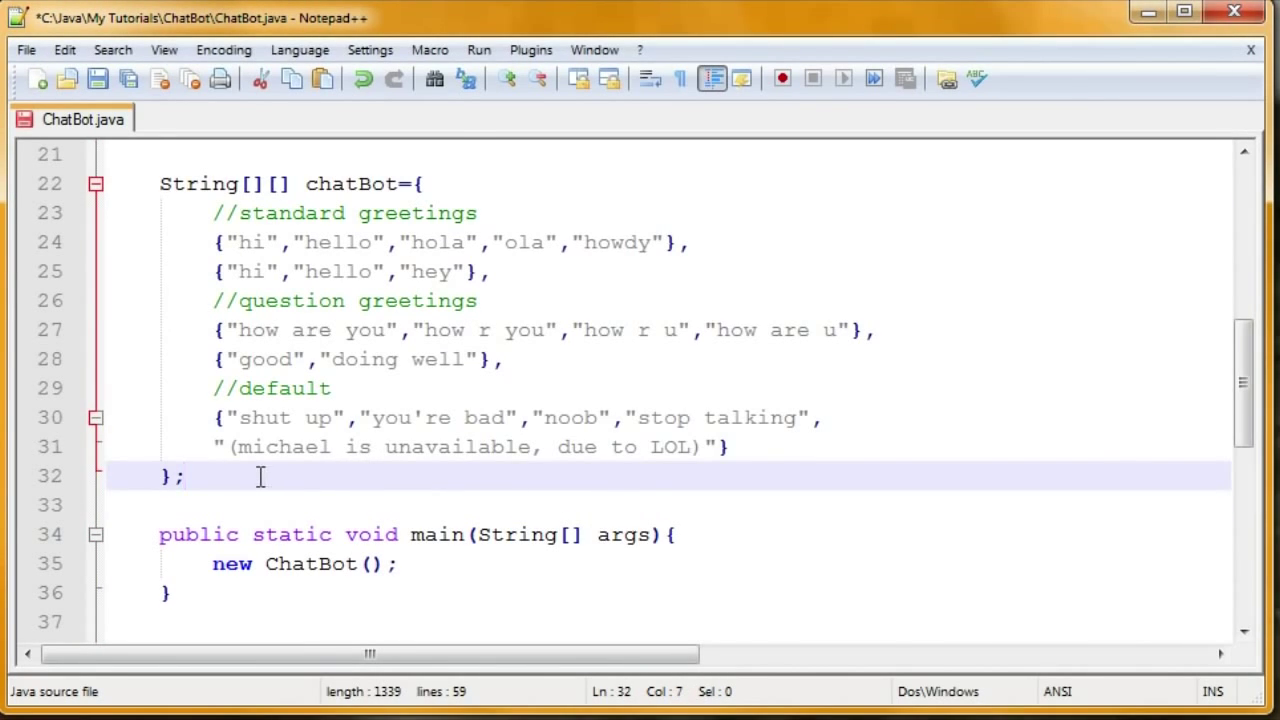 *C:\Java\My Tutorials\ChatBot\ChatBot.java - Notepad++
File Edit Search View Encoding Language Settings Macro Run Plugins Window ? X
ABC
ChatBot.java
21
22 String[][] chatBot={
23 //standard greetings
24 {"hi","hello","hola","ola","howdy"},
25 {"hi","hello","hey"},
26 //question greetings
27 {"how are you","how r you","how r u","how are u"},
28 {"good","doing well"},
29 //default
30 {"shut up","you're bad","noob","stop talking",
31 "(michael is unavailable, due to LOL)"}
32 };
33
34 public static void main(String[] args){
35 new ChatBot();
36 }
37
Java source file length : 1339 lines : 59 Ln : 32 Col : 7 Sel : 0 Dos\Windows ANSI INS